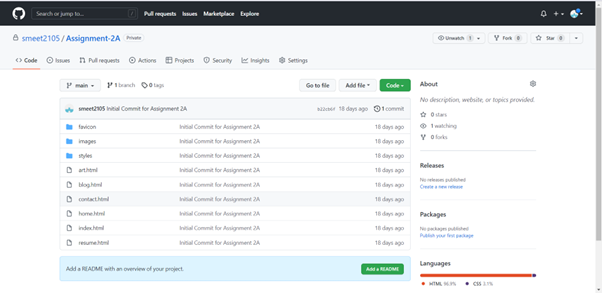 Search or jump to... / Pull requests Issues Marketplace Explore
smeet2105 / Assignment-2A Private Unwatch 1 Fork 0 Star 0
Code Issues Pull requests Actions Projects Security Insights Settings
main 1 branch 0 tags Go to file Add file Code
smeet2105 Initial Commit for Assignment 2A 18 days ago 1 commit
favicon Initial Commit for Assignment 2A 18 days ago
images Initial Commit for Assignment 2A 18 days ago
styles Initial Commit for Assignment 2A 18 days ago
art.html Initial Commit for Assignment 2A 18 days ago
blog.html Initial Commit for Assignment 2A 18 days ago
contact.html Initial Commit for Assignment 2A 18 days ago
home.html Initial Commit for Assignment 2A 18 days ago
index.html Initial Commit for Assignment 2A 18 days ago
resume.html Initial Commit for Assignment 2A 18 days ago
Add a README with an overview of your project. Add a README
About
No description, website, or topics provided.
0 stars
1 watching
0 forks
Releases
No releases published
Create a new release
Packages
No packages published
Publish your first package
Languages
HTML CSS